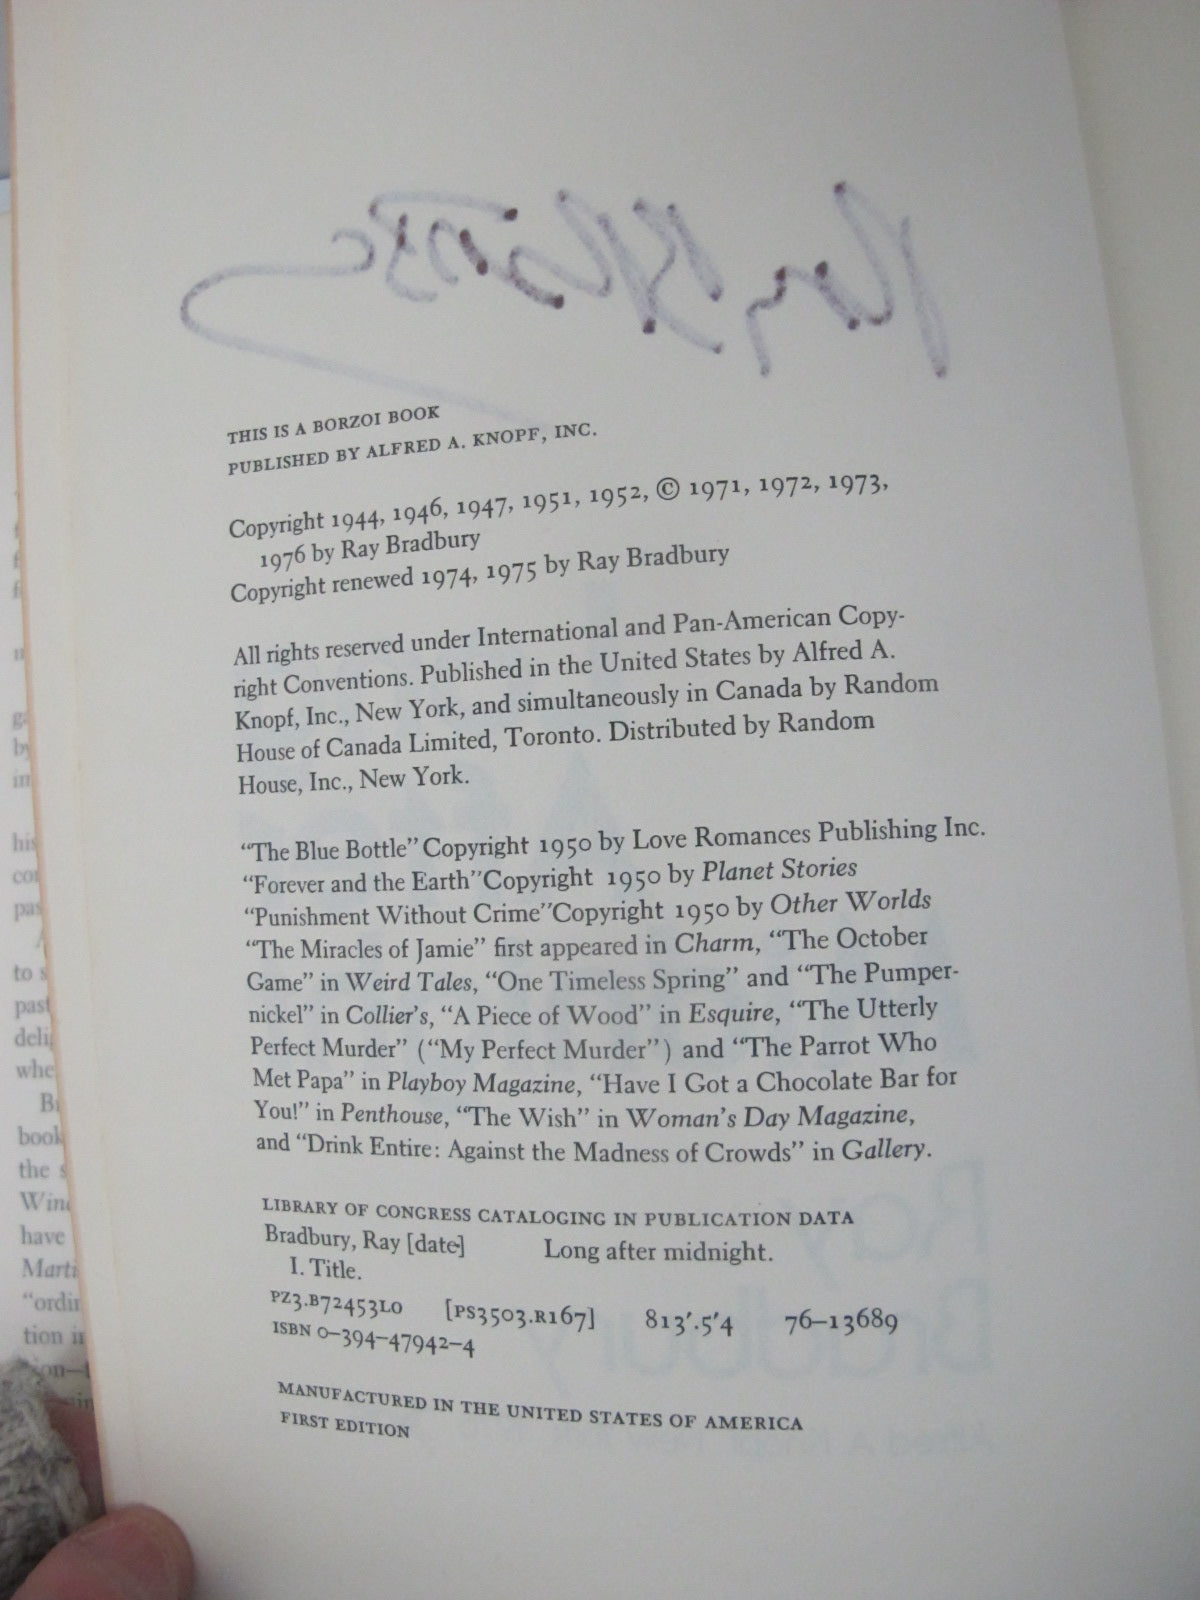 THIS IS A BORZOI BOOK
PUBLISHED BY ALFRED A. KNOPF, INC.
Copyright 1944, 1946, 1947, 1951, 1952, © 1971, 1972, 1973,
1976 by Ray Bradbury
Copyright renewed 1974, 1975 by Ray Bradbury
All rights reserved under International and Pan-American Copy-
right Conventions. Published in the United States by Alfred A.
Knopf, Inc., New York, and simultaneously in Canada by Random
House of Canada Limited, Toronto. Distributed by Random
House, Inc., New York.
“The Blue Bottle” Copyright 1950 by Love Romances Publishing Inc.
“Forever and the Earth”Copyright 1950 by Planet Stories
“Punishment Without Crime”Copyright 1950 by Other Worlds
“The Miracles of Jamie” first appeared in Charm, “The October
Game” in Weird Tales, “One Timeless Spring” and “The Pumper-
nickel” in Collier’s, “A Piece of Wood” in Esquire, “The Utterly
Perfect Murder” (“My Perfect Murder”) and “The Parrot Who
Met Papa” in Playboy Magazine, “Have I Got a Chocolate Bar for
You!” in Penthouse, “The Wish” in Woman’s Day Magazine,
and “Drink Entire: Against the Madness of Crowds” in Gallery.
LIBRARY OF CONGRESS CATALOGING IN PUBLICATION DATA
Bradbury, Ray [date] Long after midnight.
I. Title.
PZ3.B72453LO [PS3503.R167] 813′.5′4 76–13689
ISBN 0–394–47942–4
MANUFACTURED IN THE UNITED STATES OF AMERICA
FIRST EDITION